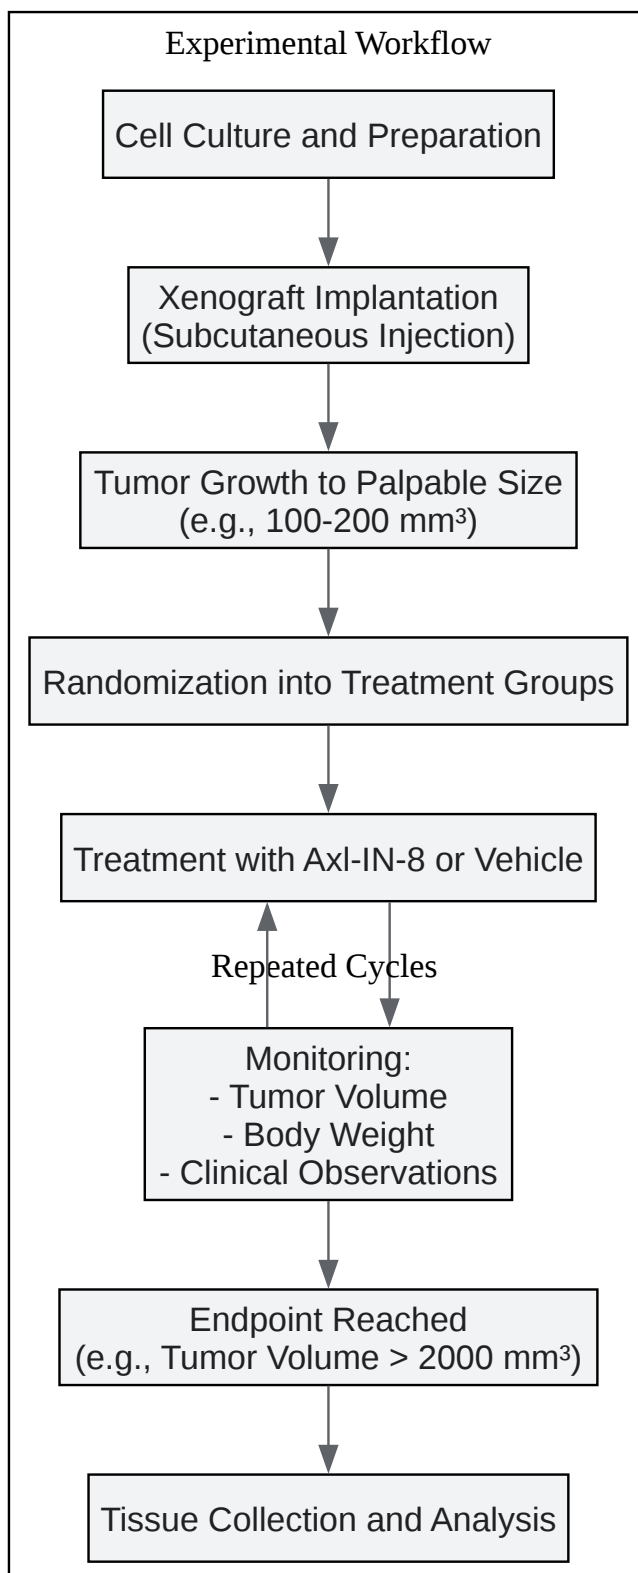 Experimental Workflow
Cell Culture and Preparation
Xenograft Implantation
(Subcutaneous Injection)
Tumor Growth to Palpable Size
(e.g., 100-200 mm³)
Randomization into Treatment Groups
Treatment with Axl-IN-8 or Vehicle
Repeated Cycles
Monitoring:
- Tumor Volume
- Body Weight
- Clinical Observations
Endpoint Reached
(e.g., Tumor Volume > 2000 mm³)
Tissue Collection and Analysis